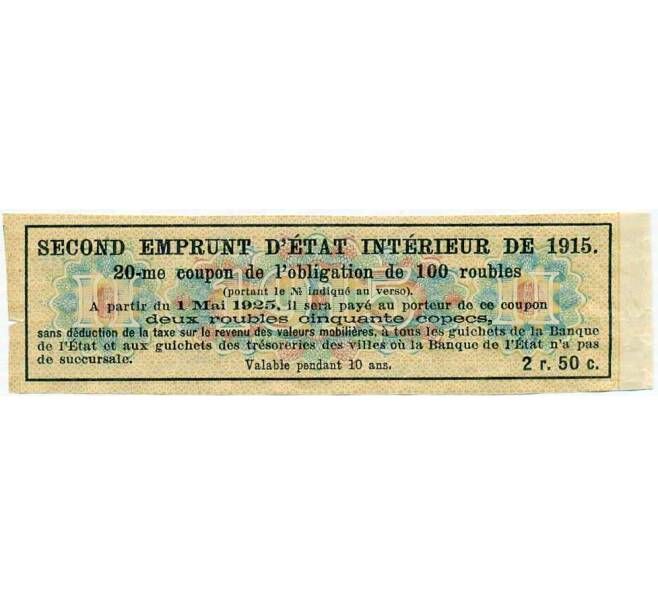 SECOND EMPRUNT D'ÉTAT INTÉRIEUR DE 1915.
20-me coupon de l'obligation de 100 roubles
(portant le № indiqué au verso).
A partir du 1 Mai 1925, il sera payé au porteur de ce coupon
deux roubles cinquante copecs,
sans déduction de la taxe sur le revenu des valeurs mobilières, à tous les guichets de la Banque
de l'État et aux guichets des trésoreries des villes où la Banque de l'État n'a pas
de succursale.
Valable pendant 10 ans.
2 r. 50 c.